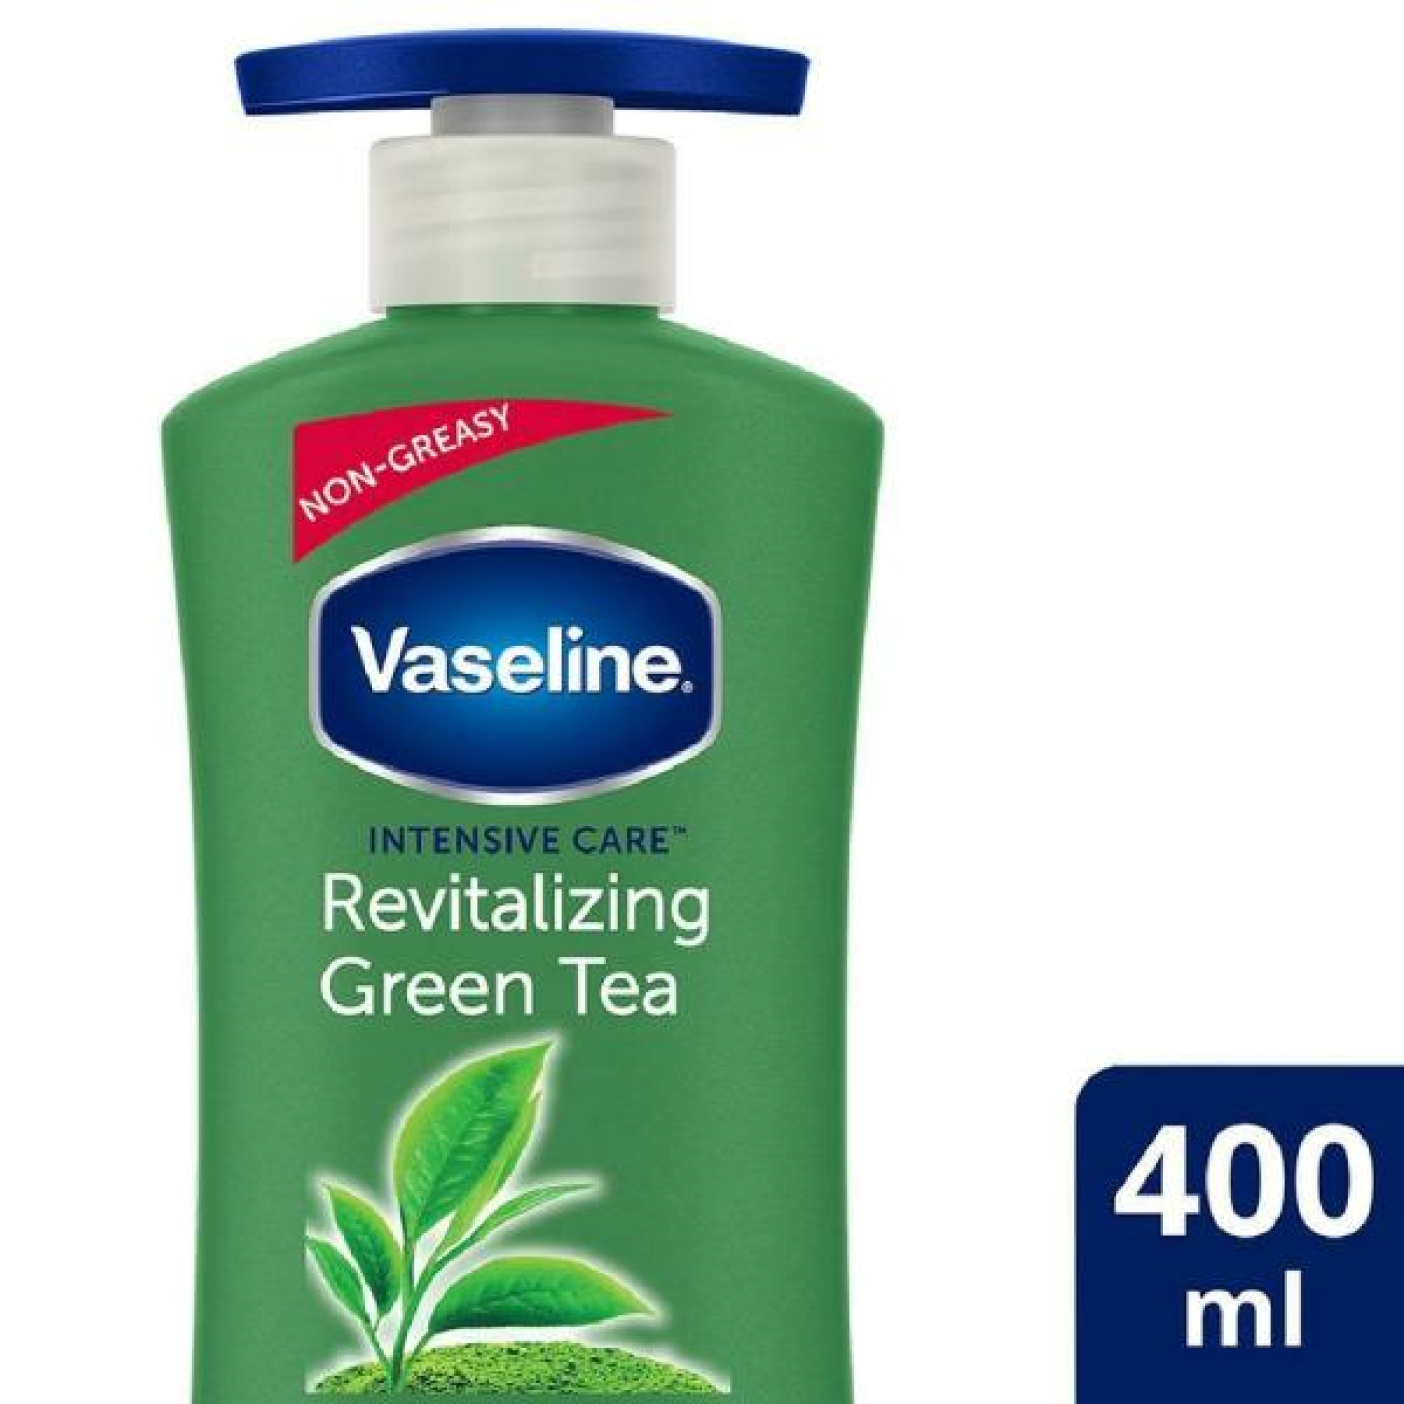 NON-GREASY
Vaseline®
INTENSIVE CARE™
Revitalizing
Green Tea
400
ml